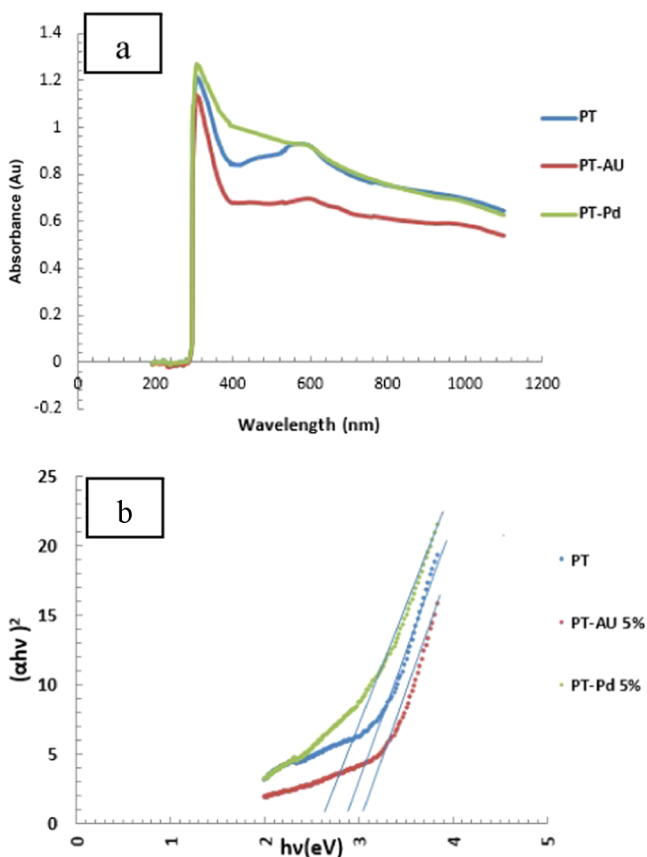 a
1.4
1.2
1
0.8
0.6
0.4
0.2
0
-0.2
Absorbance (Au)
0 200 400 600 800 1000 1200
Wavelength (nm)
PT
PT-AU
PT-Pd
b
25
20
15
10
5
0
(αhν )²
0 1 2 3 4 5
hν(eV)
PT
PT-AU 5%
PT-Pd 5%